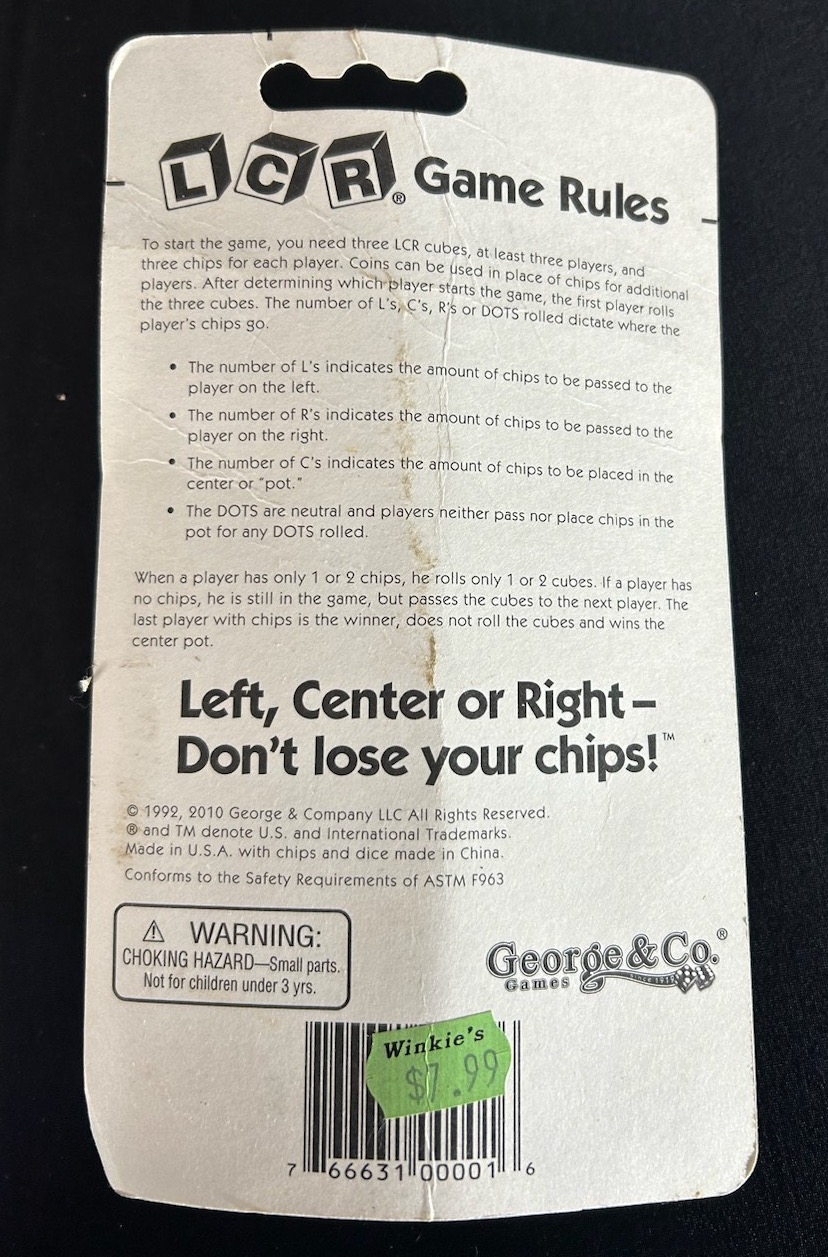 L C R® Game Rules
To start the game, you need three LCR cubes, at least three players, and
three chips for each player. Coins can be used in place of chips for additional
players. After determining which player starts the game, the first player rolls
the three cubes. The number of L's, C's, R's or DOTS rolled dictate where the
player's chips go.
• The number of L's indicates the amount of chips to be passed to the
player on the left.
• The number of R's indicates the amount of chips to be passed to the
player on the right.
• The number of C's indicates the amount of chips to be placed in the
center or "pot."
• The DOTS are neutral and players neither pass nor place chips in the
pot for any DOTS rolled.
When a player has only 1 or 2 chips, he rolls only 1 or 2 cubes. If a player has
no chips, he is still in the game, but passes the cubes to the next player. The
last player with chips is the winner, does not roll the cubes and wins the
center pot.
Left, Center or Right –
Don't lose your chips!™
© 1992, 2010 George & Company LLC All Rights Reserved.
® and TM denote U.S. and International Trademarks.
Made in U.S.A. with chips and dice made in China.
Conforms to the Safety Requirements of ASTM F963
⚠ WARNING:
CHOKING HAZARD—Small parts.
Not for children under 3 yrs.
George & Co.®
Games since 1919
Winkie's
$7.99
7 66631 00001 6